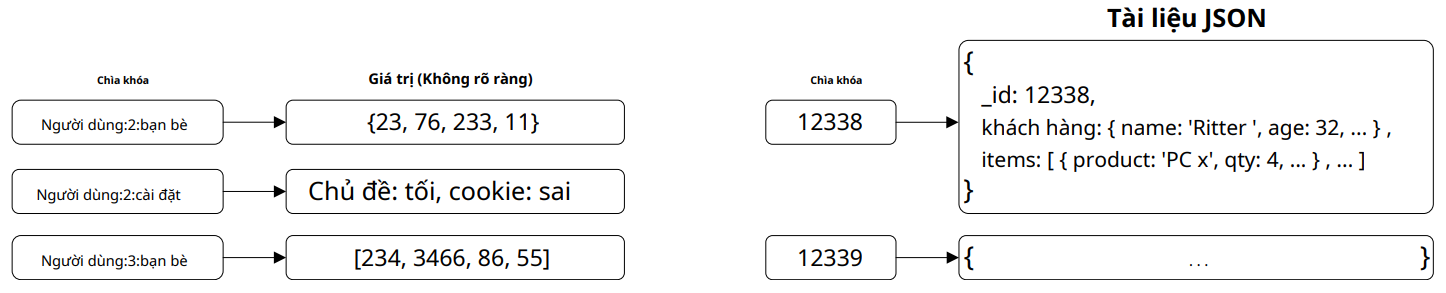 Chìa khóa
Giá trị (Không rõ ràng)
Người dùng:2:bạn bè
{23, 76, 233, 11}
Người dùng:2:cài đặt
Chủ đề: tối, cookie: sai
Người dùng:3:bạn bè
[234, 3466, 86, 55]
Tài liệu JSON
Chìa khóa
12338
{
_id: 12338,
khách hàng: { name: 'Ritter ', age: 32, ... } ,
items: [ { product: 'PC x', qty: 4, ... } , ... ]
}
12339
{ ... }